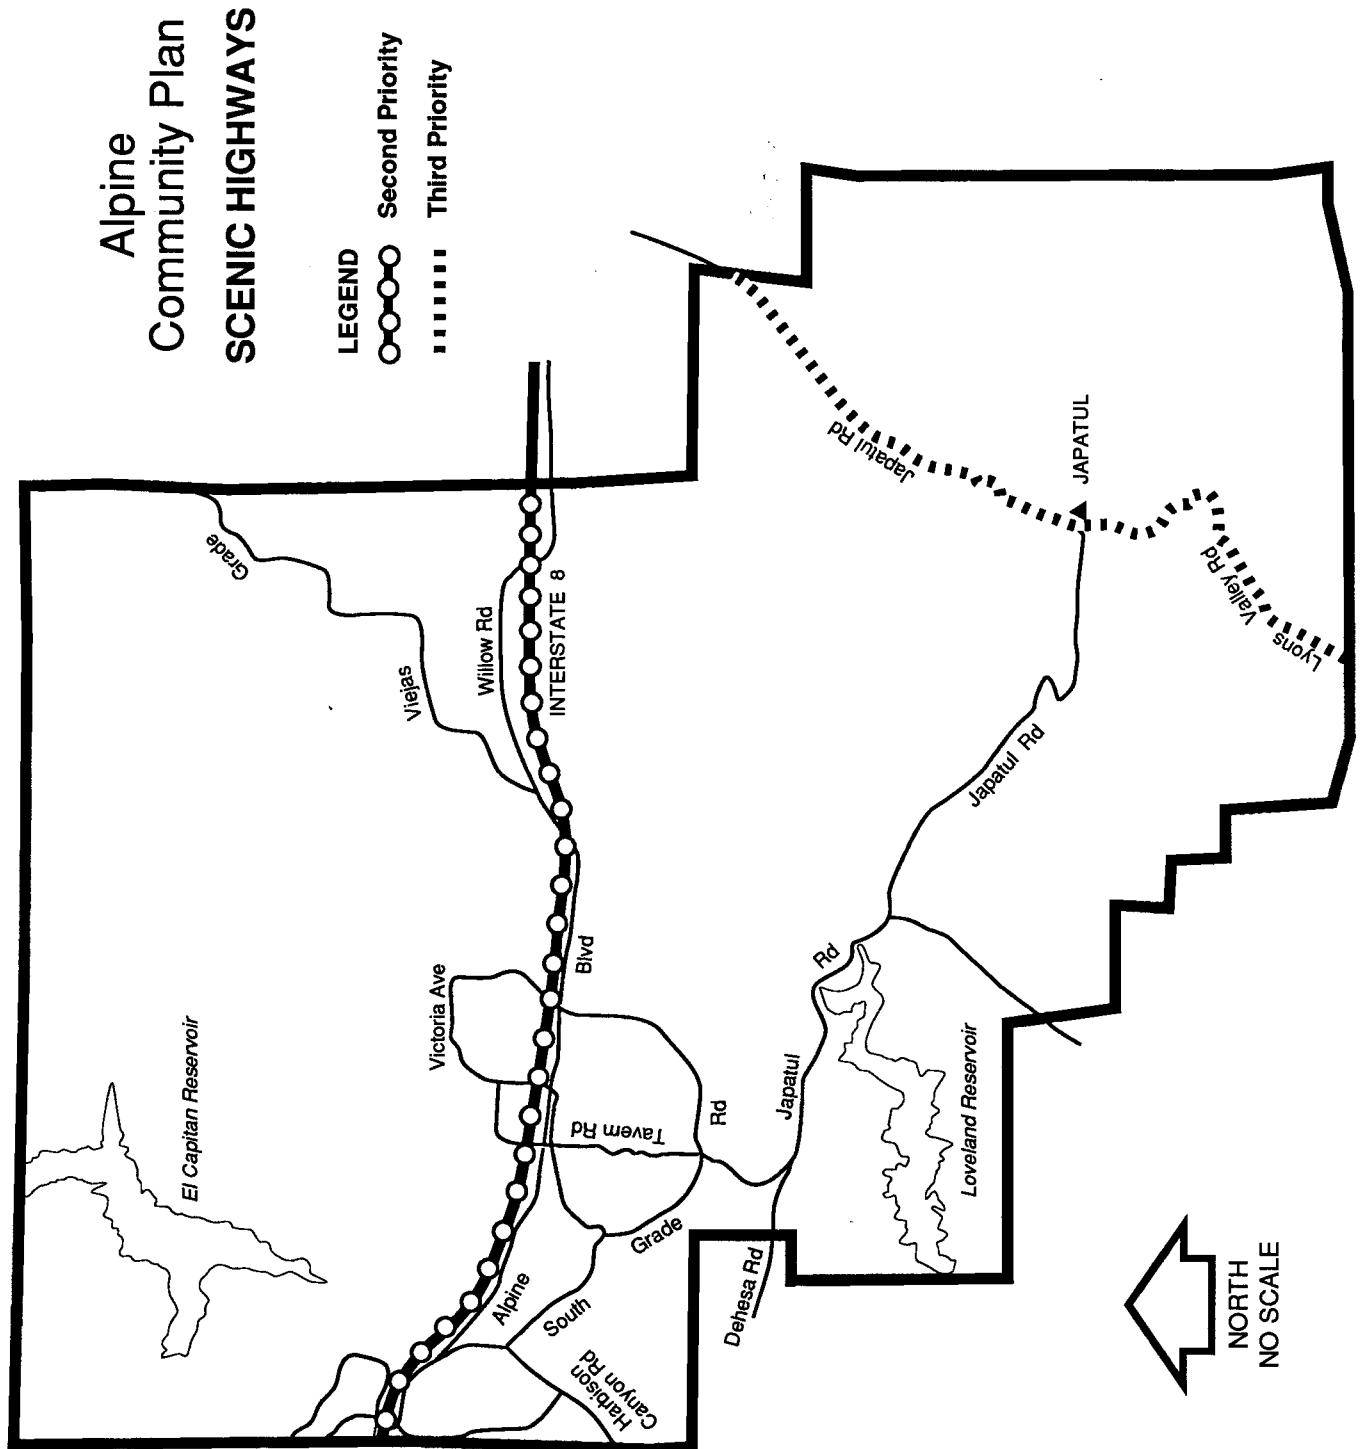 Alpine
Community Plan
SCENIC HIGHWAYS
LEGEND
Second Priority
Third Priority
El Capitan Reservoir
Viejas
Grade
Victoria Ave
Willow Rd
INTERSTATE 8
Blvd
Alpine
Tavern Rd
South
Grade
Rd
Harbison
Canyon Rd
Dehesa Rd
Japatul
Rd
Loveland Reservoir
Japatul Rd
Japatul Rd
JAPATUL
Lyons
Valley Rd
NORTH
NO SCALE